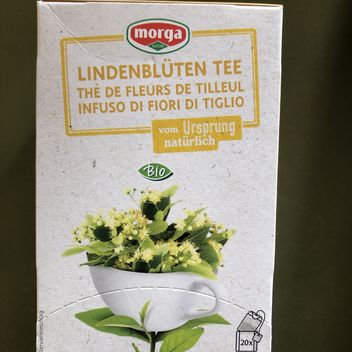 morga
LINDENBLÜTEN TEE
THÉ DE FLEURS DE TILLEUL
INFUSO DI FIORI DI TIGLIO
vom Ursprung
natürlich
BIO
20x